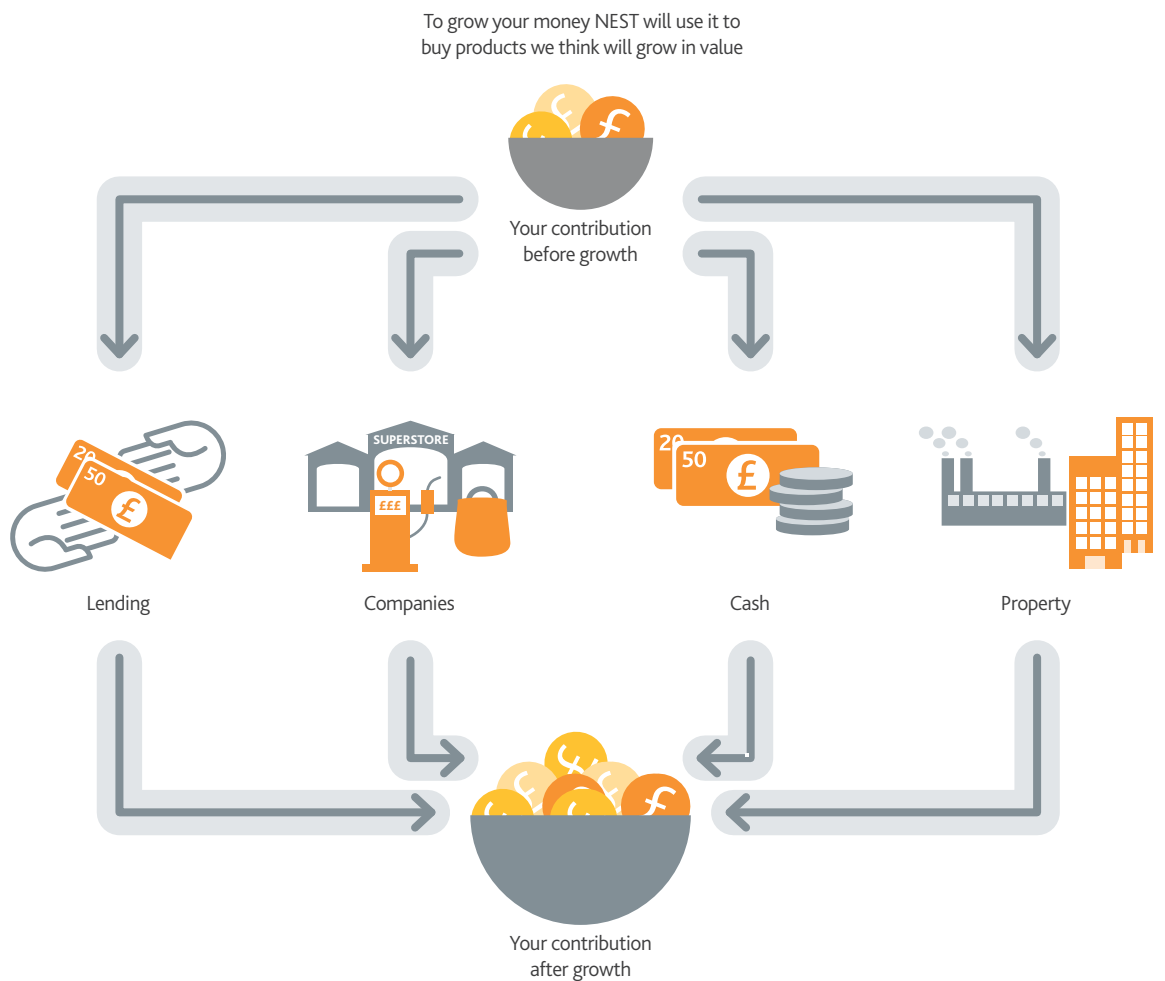 To grow your money NEST will use it to
buy products we think will grow in value
£
£
£
Your contribution
before growth
20
50
£
SUPERSTORE
£££
20
50
£
Lending
Companies
Cash
Property
£
£
£
£
£
£
£
Your contribution
after growth